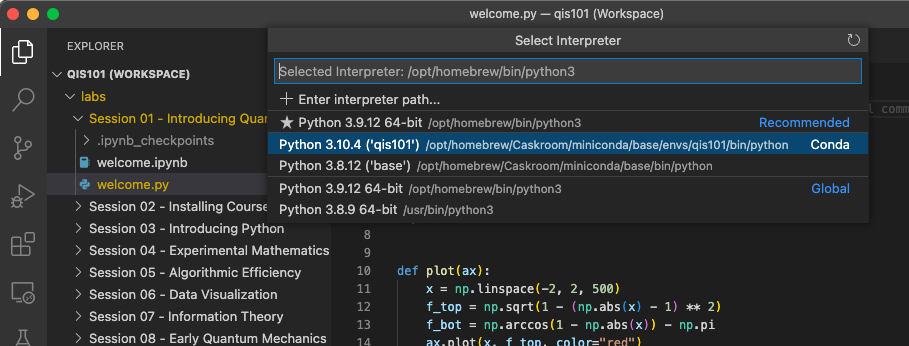 welcome.py — qis101 (Workspace)
EXPLORER
QIS101 (WORKSPACE)
labs
Session 01 - Introducing Quan
.ipynb_checkpoints
welcome.ipynb
welcome.py
Session 02 - Installing Course
Session 03 - Introducing Python
Session 04 - Experimental Mathematics
Session 05 - Algorithmic Efficiency
Session 06 - Data Visualization
Session 07 - Information Theory
Session 08 - Early Quantum Mechanics
Select Interpreter
Selected Interpreter: /opt/homebrew/bin/python3
+ Enter interpreter path...
★ Python 3.9.12 64-bit /opt/homebrew/bin/python3 Recommended
Python 3.10.4 ('qis101') /opt/homebrew/Caskroom/miniconda/base/envs/qis101/bin/python Conda
Python 3.8.12 ('base') /opt/homebrew/Caskroom/miniconda/base/bin/python
Python 3.9.12 64-bit /opt/homebrew/bin/python3 Global
Python 3.8.9 64-bit /usr/bin/python3
l comm
8
9
10 def plot(ax):
11 x = np.linspace(-2, 2, 500)
12 f_top = np.sqrt(1 - (np.abs(x) - 1) ** 2)
13 f_bot = np.arccos(1 - np.abs(x)) - np.pi
14 ax.plot(x, f_top, color="red")